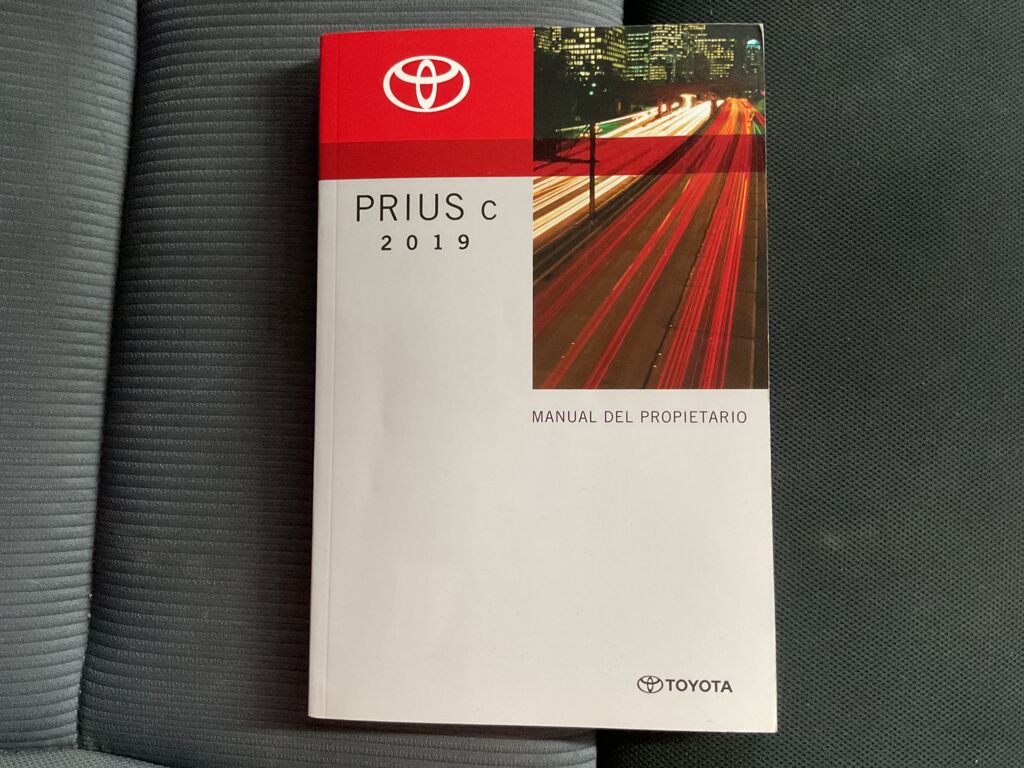 PRIUS c
2019
MANUAL DEL PROPIETARIO
TOYOTA